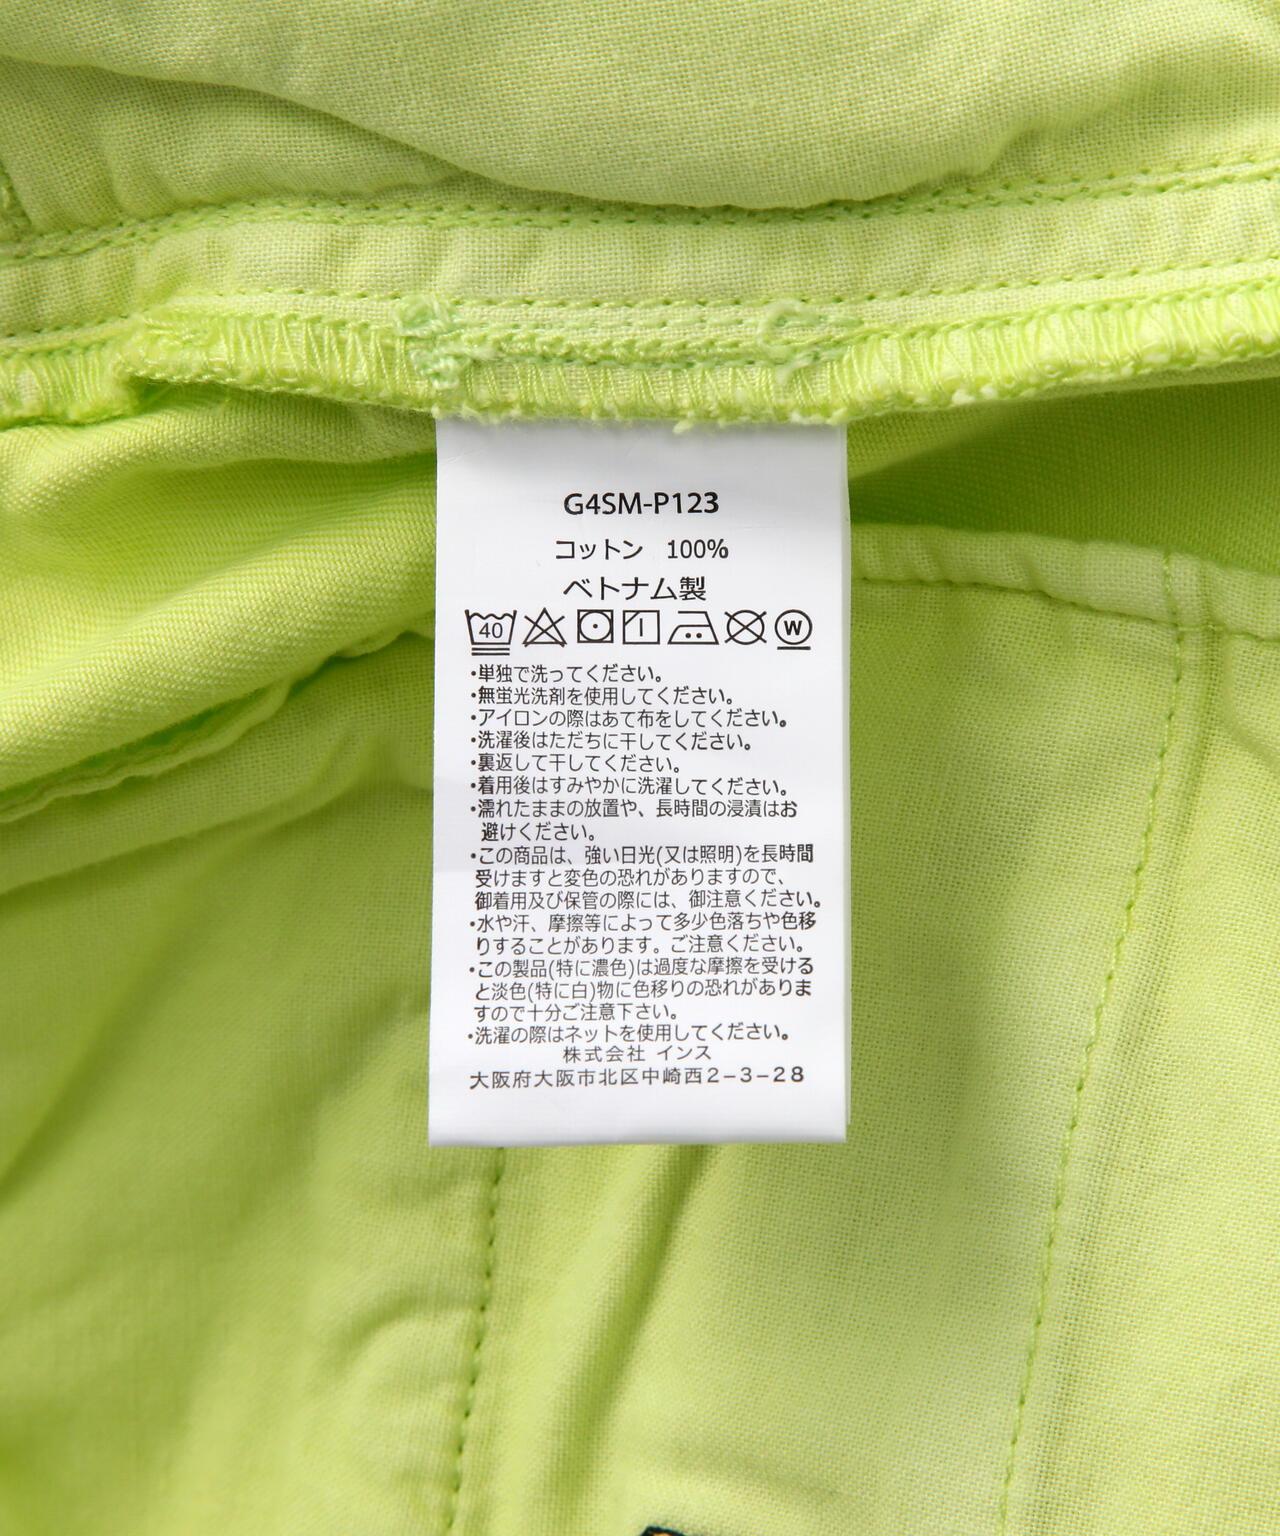 G4SM-P123
コットン 100%
ベトナム製
40 W
・単独で洗ってください。
・無蛍光洗剤を使用してください。
・アイロンの際はあて布をしてください。
・洗濯後はただちに干してください。
・裏返して干してください。
・着用後はすみやかに洗濯してください。
・濡れたままの放置や、長時間の浸漬はお
避けください。
・この商品は、強い日光(又は照明)を長時間
受けますと変色の恐れがありますので、
御着用及び保管の際には、御注意ください。
・水や汗、摩擦等によって多少色落ちや色移
りすることがあります。ご注意ください。
・この製品(特に濃色)は過度な摩擦を受ける
と淡色(特に白)物に色移りの恐れがありま
すので十分ご注意下さい。
・洗濯の際はネットを使用してください。
株式会社 インス
大阪府大阪市北区中崎西2-3-28